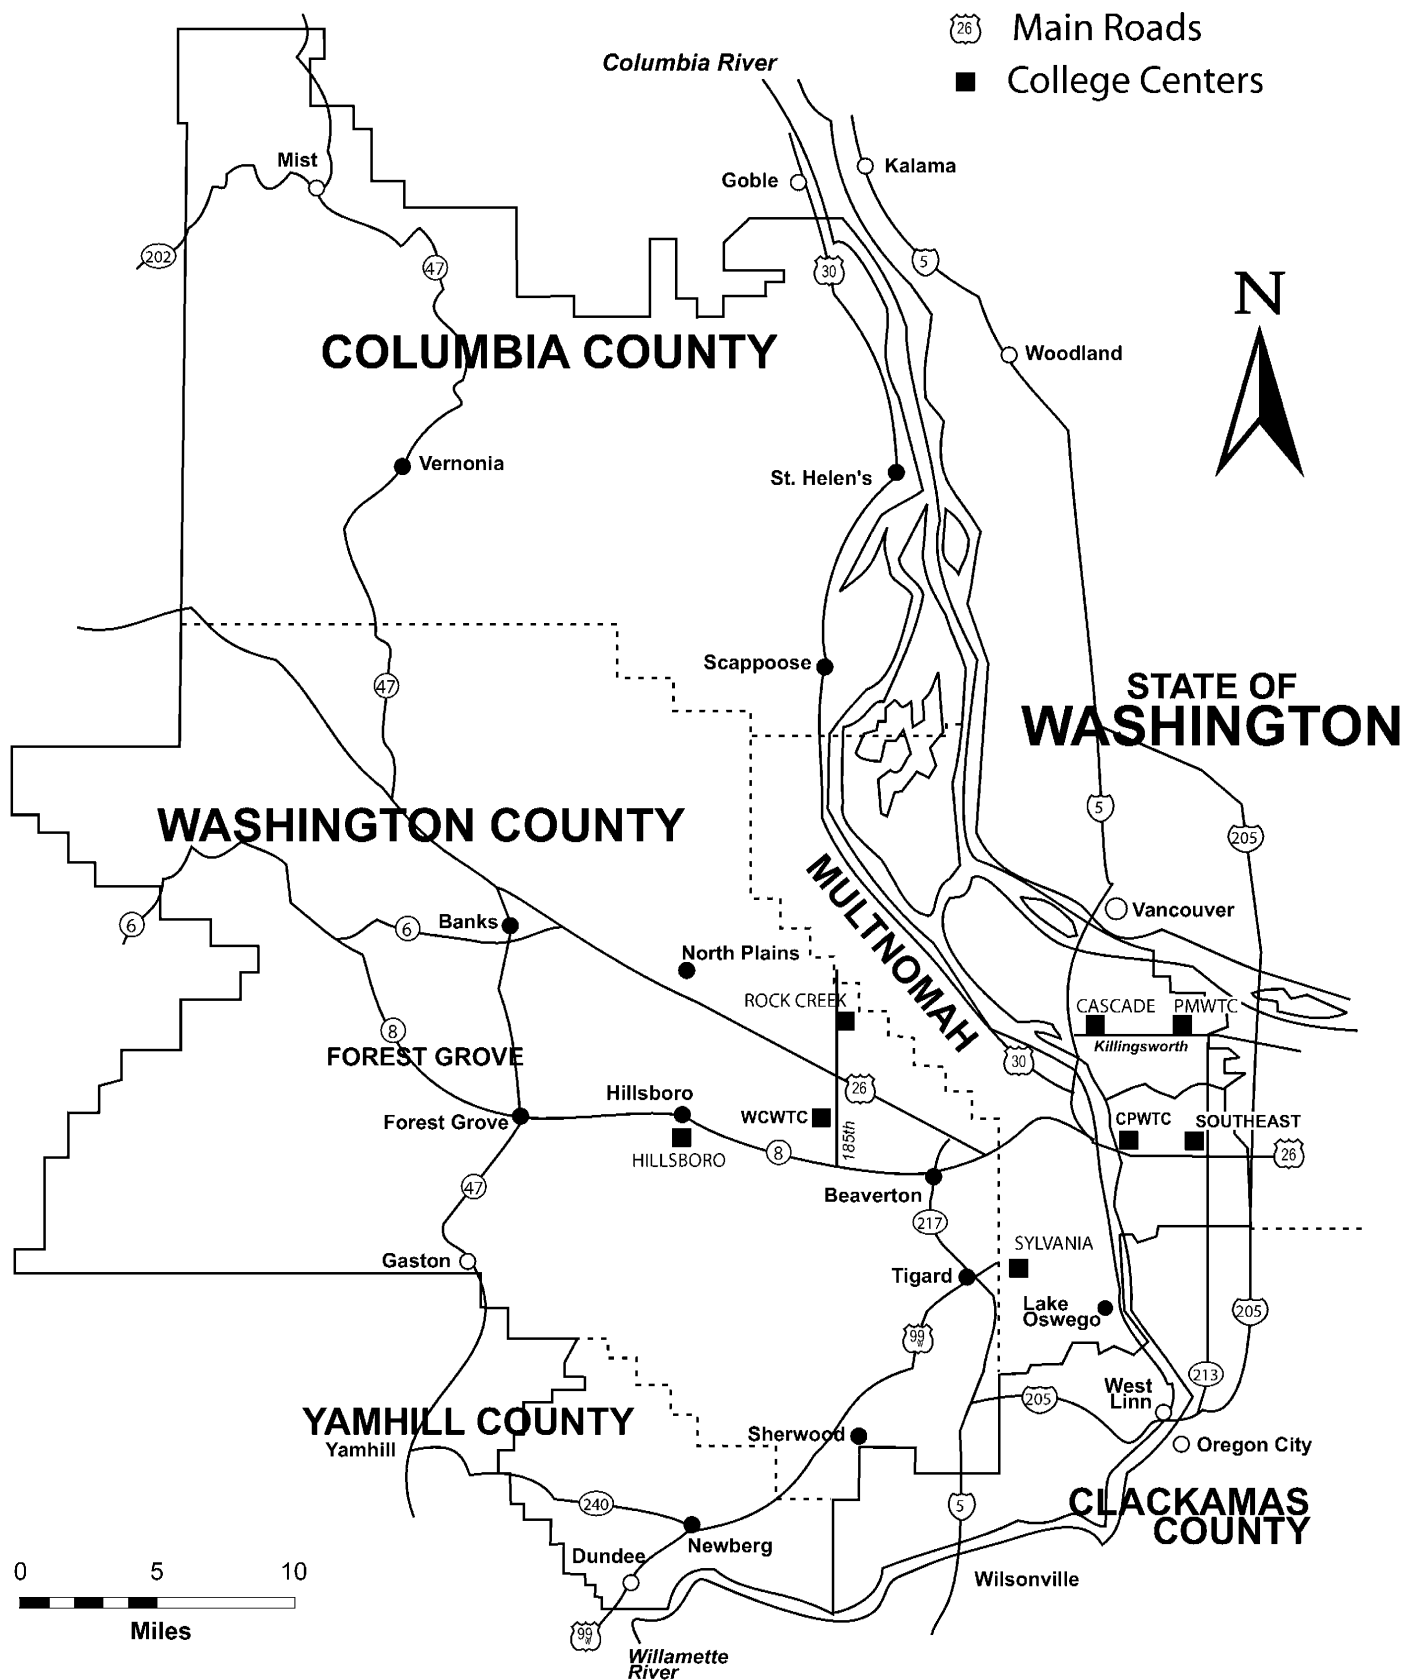 26 Main Roads
Columbia River
College Centers
Mist
Goble
Kalama
202
47
30
5
N
COLUMBIA COUNTY
Woodland
Vernonia
St. Helen's
Scappoose
47
STATE OF
WASHINGTON
5
205
WASHINGTON COUNTY
MULTNOMAH
6
Banks
6
Vancouver
North Plains
ROCK CREEK
CASCADE
PMWTC
8
FOREST GROVE
Killingsworth
30
26
Hillsboro
Forest Grove
WCWTC
185th
CPWTC
SOUTHEAST
HILLSBORO
8
26
47
Beaverton
217
SYLVANIA
Gaston
Tigard
Lake
Oswego
205
99
W
213
West
Linn
205
YAMHILL COUNTY
Yamhill
Sherwood
Oregon City
240
5
CLACKAMAS
COUNTY
Newberg
Dundee
0 5 10
Miles
Wilsonville
99
W
Willamette
River